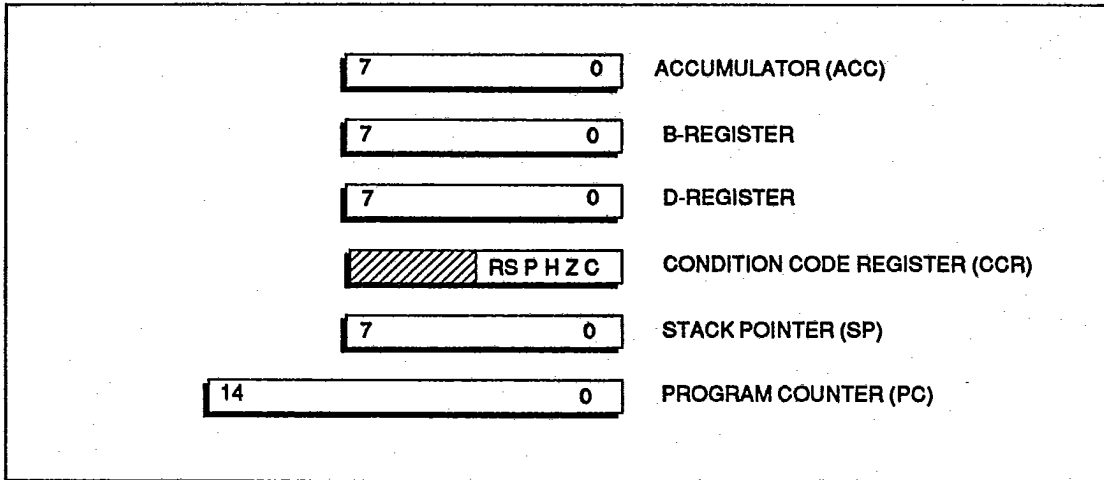 7 0 ACCUMULATOR (ACC)
7 0 B-REGISTER
7 0 D-REGISTER
RS P H Z C CONDITION CODE REGISTER (CCR)
7 0 STACK POINTER (SP)
14 0 PROGRAM COUNTER (PC)